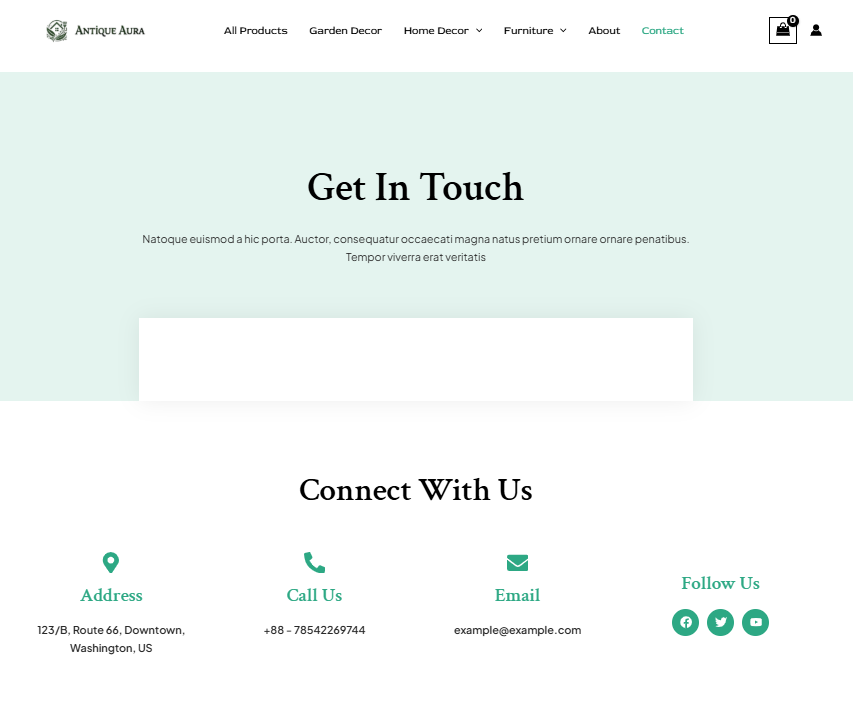 Antique Aura
All Products Garden Decor Home Decor Furniture About Contact
0
Get In Touch
Natoque euismod a hic porta. Auctor, consequatur occaecati magna natus pretium ornare ornare penatibus.
Tempor viverra erat veritatis
Connect With Us
Address
123/B, Route 66, Downtown,
Washington, US
Call Us
+88 - 78542269744
Email
example@example.com
Follow Us